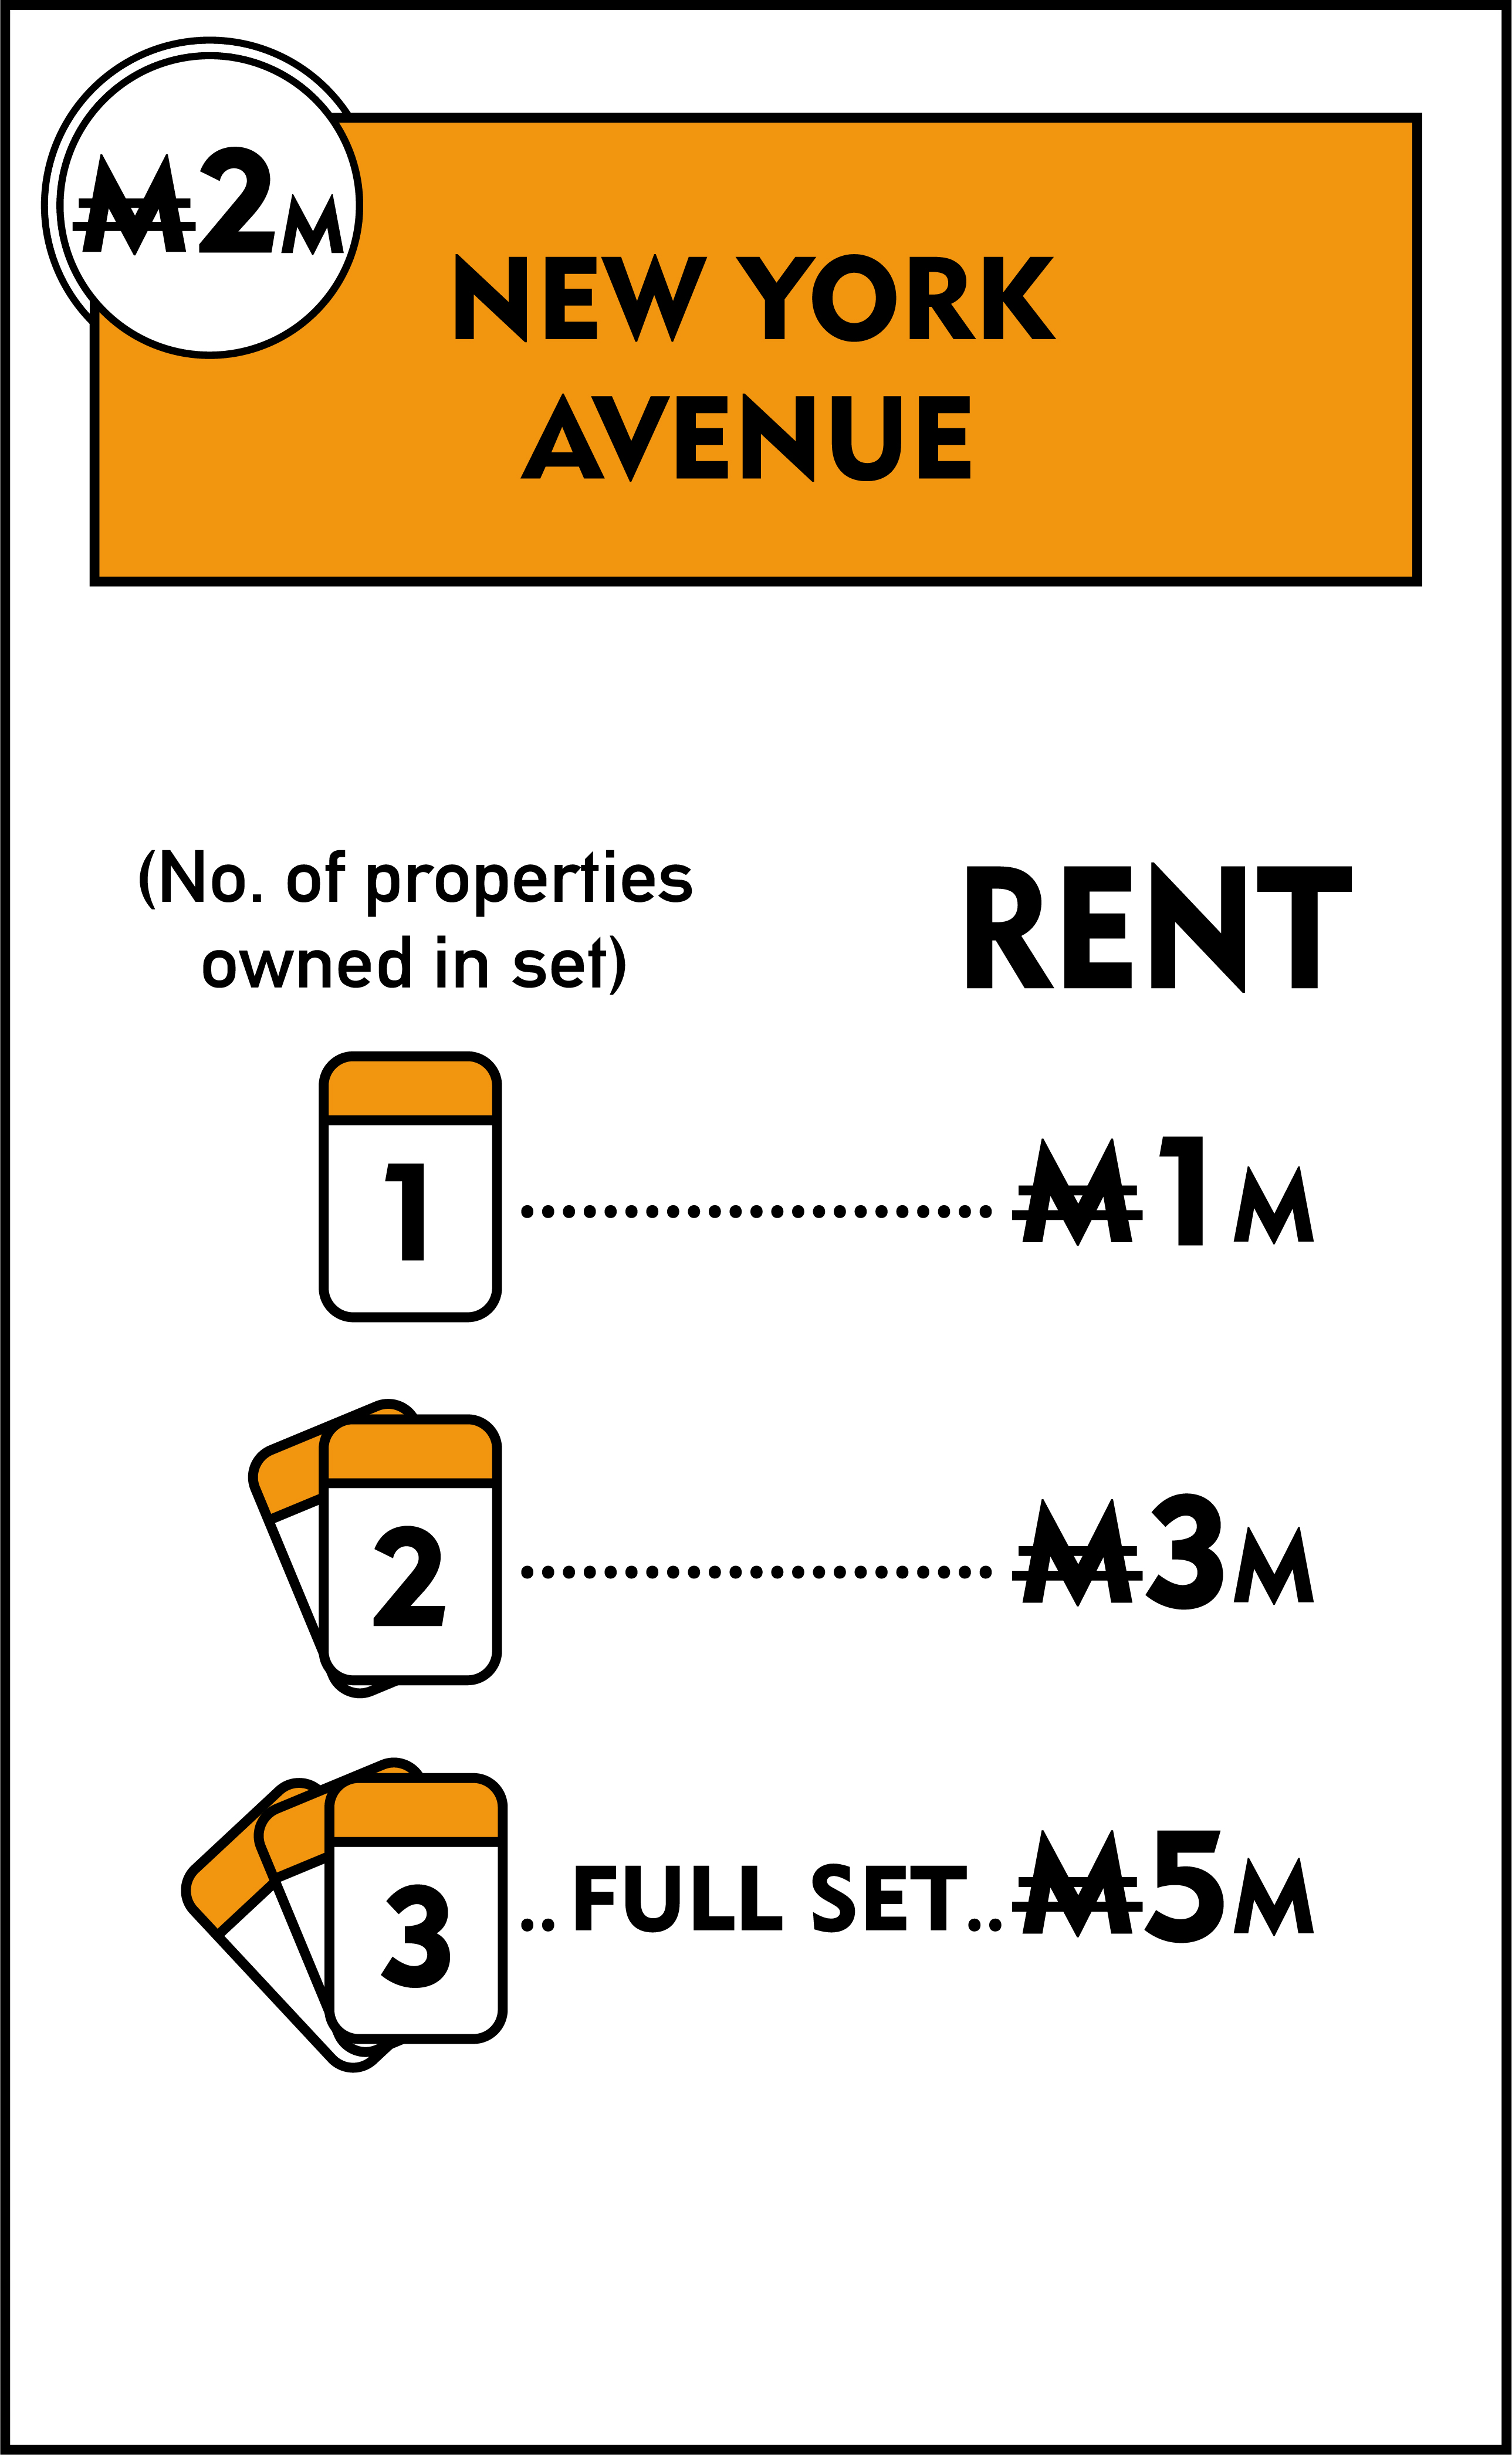 ₩2M
NEW YORK
AVENUE
(No. of properties
owned in set)
RENT
1 ....................... ₩1M
2 ....................... ₩3M
3 ..FULL SET.. ₩5M